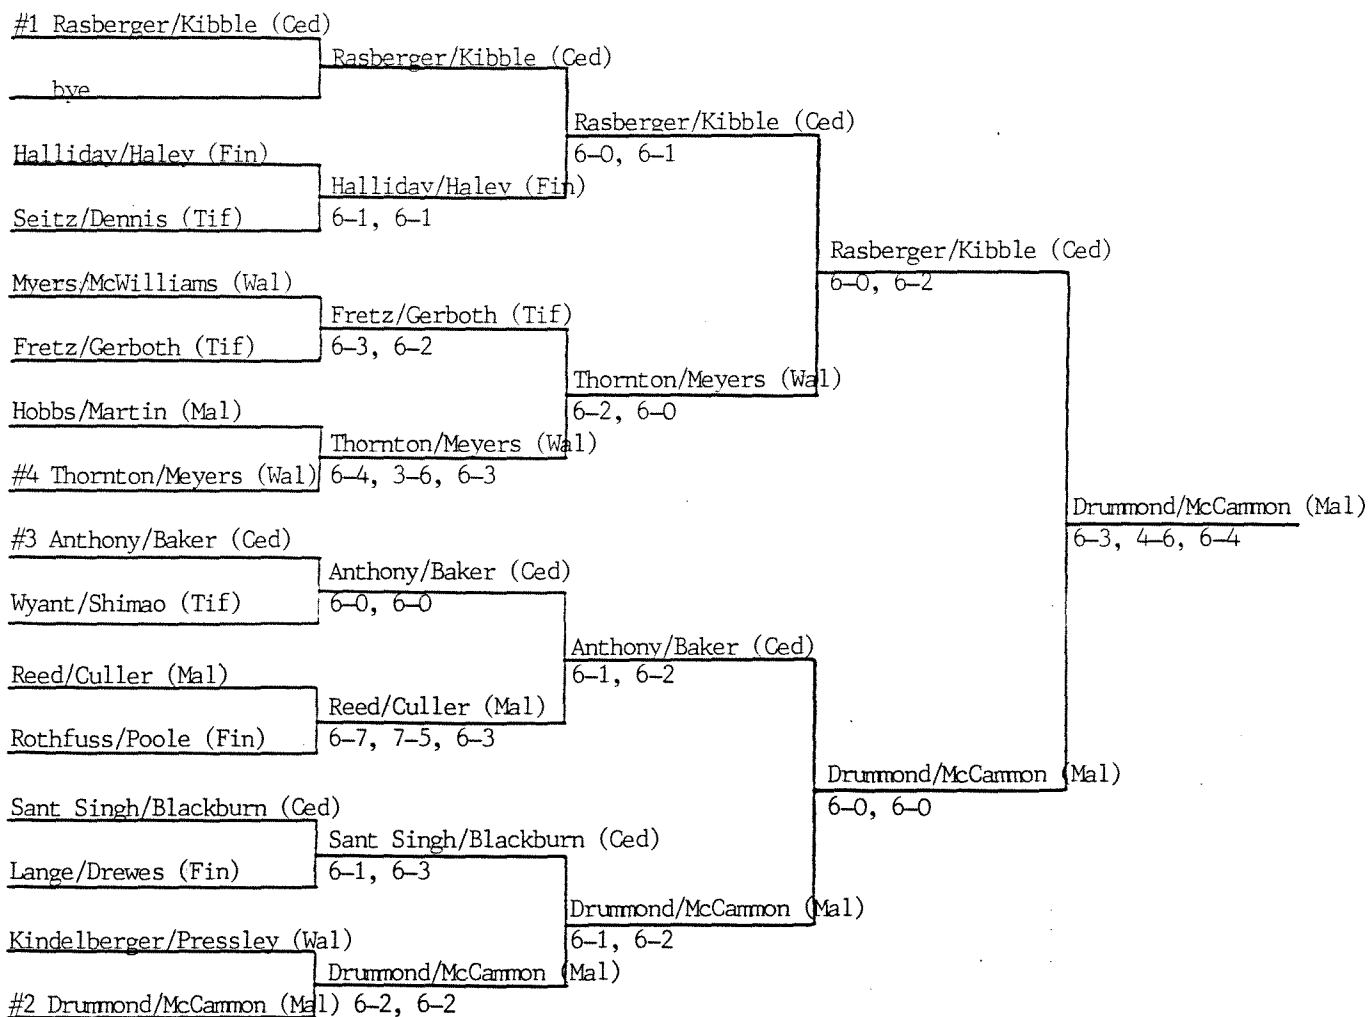 #1 Rasberger/Kibble (Ced)
bye
Halliday/Haley (Fin)
Seitz/Dennis (Tif)
Myers/McWilliams (Wal)
Fretz/Gerboth (Tif)
Hobbs/Martin (Mal)
#4 Thornton/Meyers (Wal)
#3 Anthony/Baker (Ced)
Wyant/Shimao (Tif)
Reed/Culler (Mal)
Rothfuss/Poole (Fin)
Sant Singh/Blackburn (Ced)
Lange/Drewes (Fin)
Kindelberger/Pressley (Wal)
#2 Drummond/McCammon (Mal)
Rasberger/Kibble (Ced)
Halliday/Haley (Fin)
6-1, 6-1
Fretz/Gerboth (Tif)
6-3, 6-2
Thornton/Meyers (Wal)
6-4, 3-6, 6-3
Anthony/Baker (Ced)
6-0, 6-0
Reed/Culler (Mal)
6-7, 7-5, 6-3
Sant Singh/Blackburn (Ced)
6-1, 6-3
Drummond/McCammon (Mal)
6-2, 6-2
Rasberger/Kibble (Ced)
6-0, 6-1
Thornton/Meyers (Wal)
6-2, 6-0
Anthony/Baker (Ced)
6-1, 6-2
Drummond/McCammon (Mal)
6-1, 6-2
Rasberger/Kibble (Ced)
6-0, 6-2
Drummond/McCammon (Mal)
6-0, 6-0
Drummond/McCammon (Mal)
6-3, 4-6, 6-4